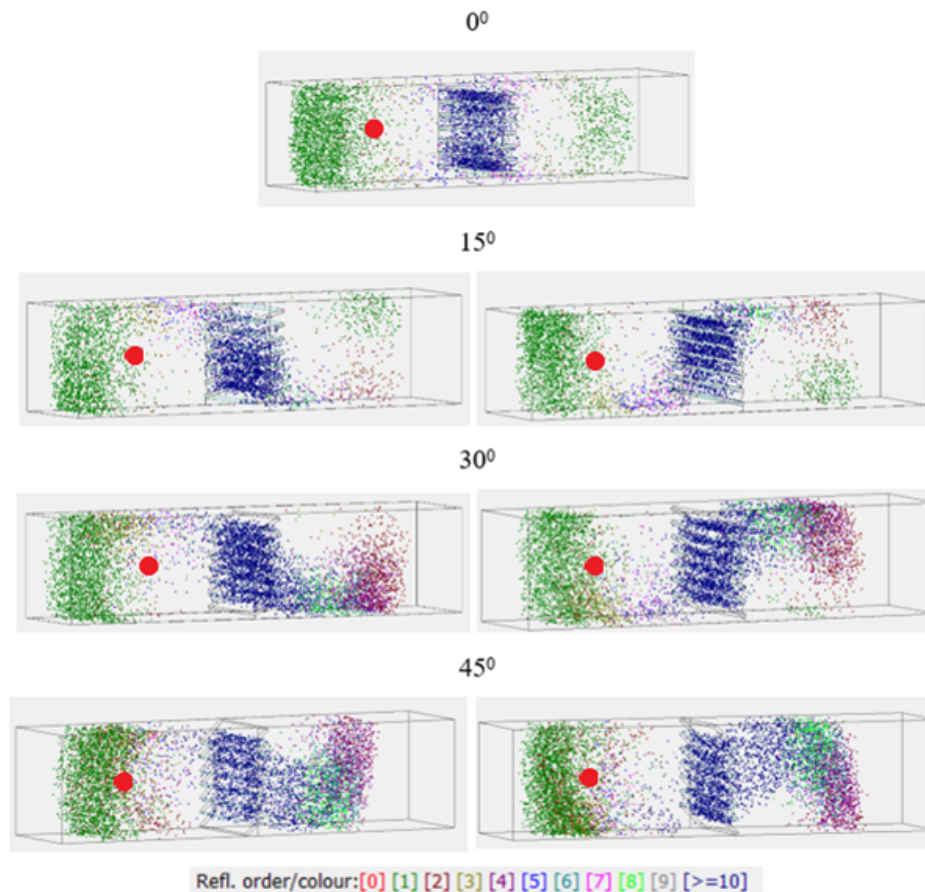 0⁰
15⁰
30⁰
45⁰
Refl. order/colour:[0] [1] [2] [3] [4] [5] [6] [7] [8] [9] [>=10]